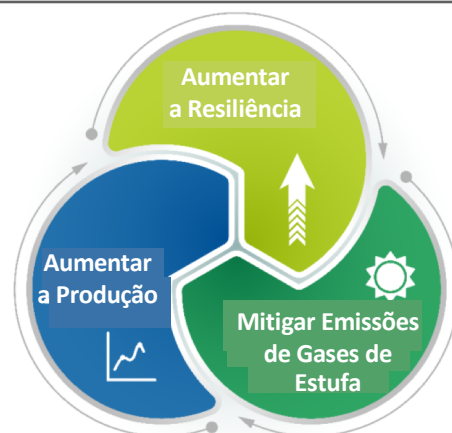 Aumentar
a Resiliência
Aumentar
a Produção
Mitigar Emissões
de Gases de
Estufa